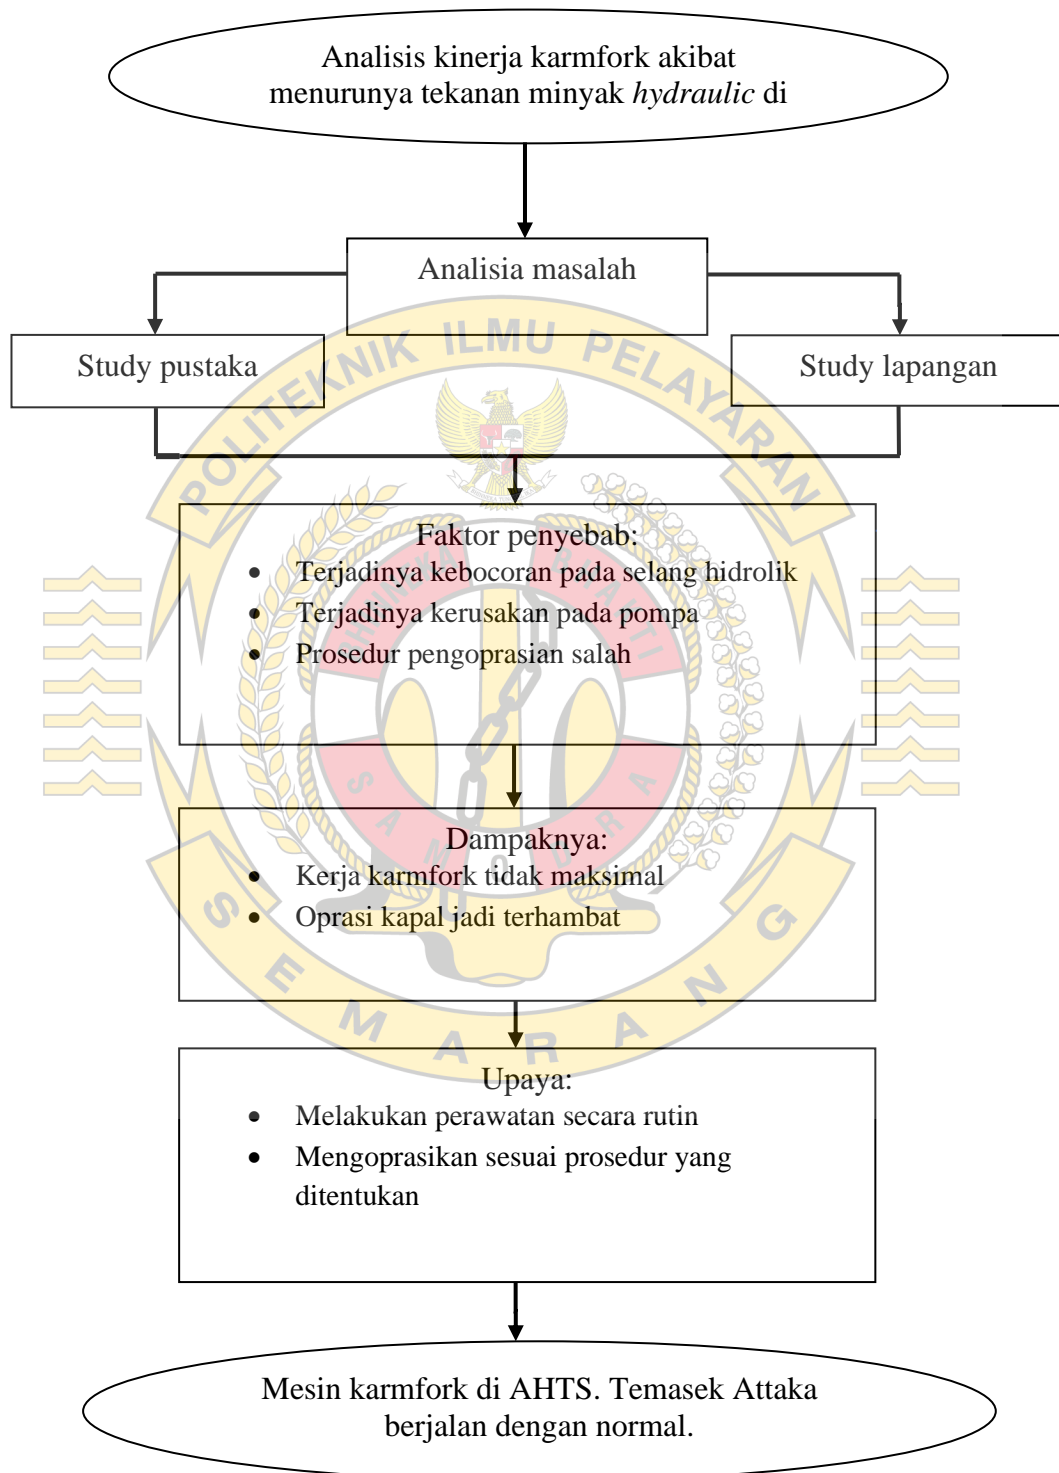 Analisis kinerja karmfork akibat
menurunya tekanan minyak hydraulic di
Analisia masalah
Study pustaka
Study lapangan
POLITEKNIK ILMU PELAYARAN
Faktor penyebab:
• Terjadinya kebocoran pada selang hidrolik
• Terjadinya kerusakan pada pompa
• Prosedur pengoprasian salah
BHINEKA BHAKTI
SAMODRA
Dampaknya:
• Kerja karmfork tidak maksimal
• Oprasi kapal jadi terhambat
SEMARANG
Upaya:
• Melakukan perawatan secara rutin
• Mengoprasikan sesuai prosedur yang
ditentukan
Mesin karmfork di AHTS. Temasek Attaka
berjalan dengan normal.